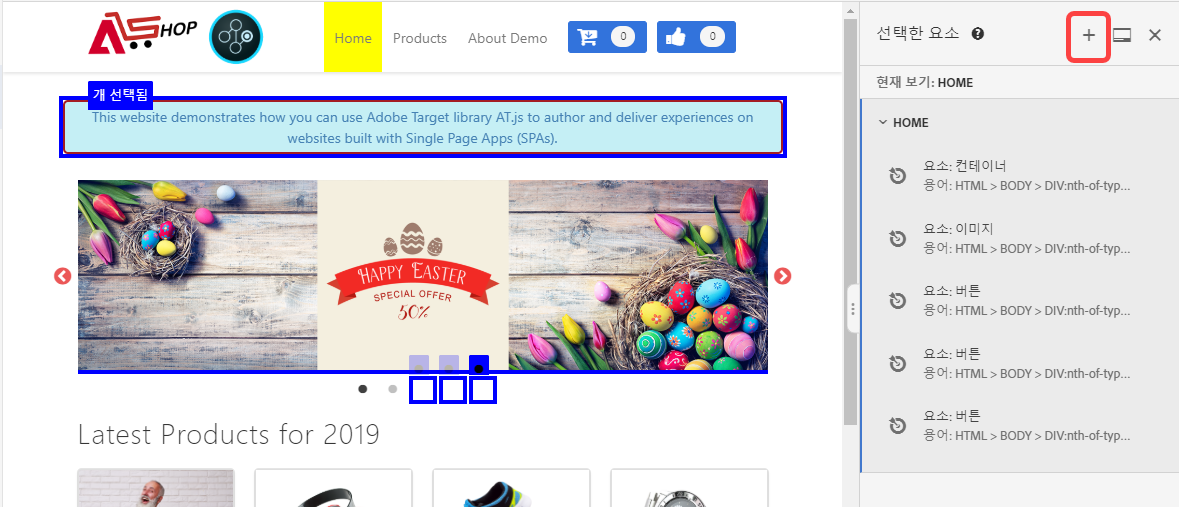 ASHOP
Home
Products
About Demo
0
0
개 선택됨
This website demonstrates how you can use Adobe Target library AT.js to author and deliver experiences on
websites built with Single Page Apps (SPAs).
HAPPY EASTER
SPECIAL OFFER
50%
Latest Products for 2019
선택한 요소
현재 보기: HOME
HOME
요소: 컨테이너
용어: HTML > BODY > DIV:nth-of-typ...
요소: 이미지
용어: HTML > BODY > DIV:nth-of-typ...
요소: 버튼
용어: HTML > BODY > DIV:nth-of-typ...
요소: 버튼
용어: HTML > BODY > DIV:nth-of-typ...
요소: 버튼
용어: HTML > BODY > DIV:nth-of-typ...